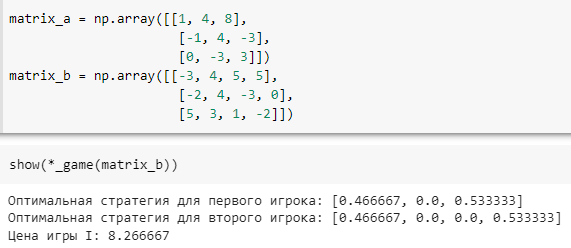 matrix_a = np.array([[1, 4, 8],
[-1, 4, -3],
[0, -3, 3]])
matrix_b = np.array([[-3, 4, 5, 5],
[-2, 4, -3, 0],
[5, 3, 1, -2]])
show(*_game(matrix_b))
Оптимальная стратегия для первого игрока: [0.466667, 0.0, 0.533333]
Оптимальная стратегия для второго игрока: [0.466667, 0.0, 0.0, 0.533333]
Цена игры I: 8.266667